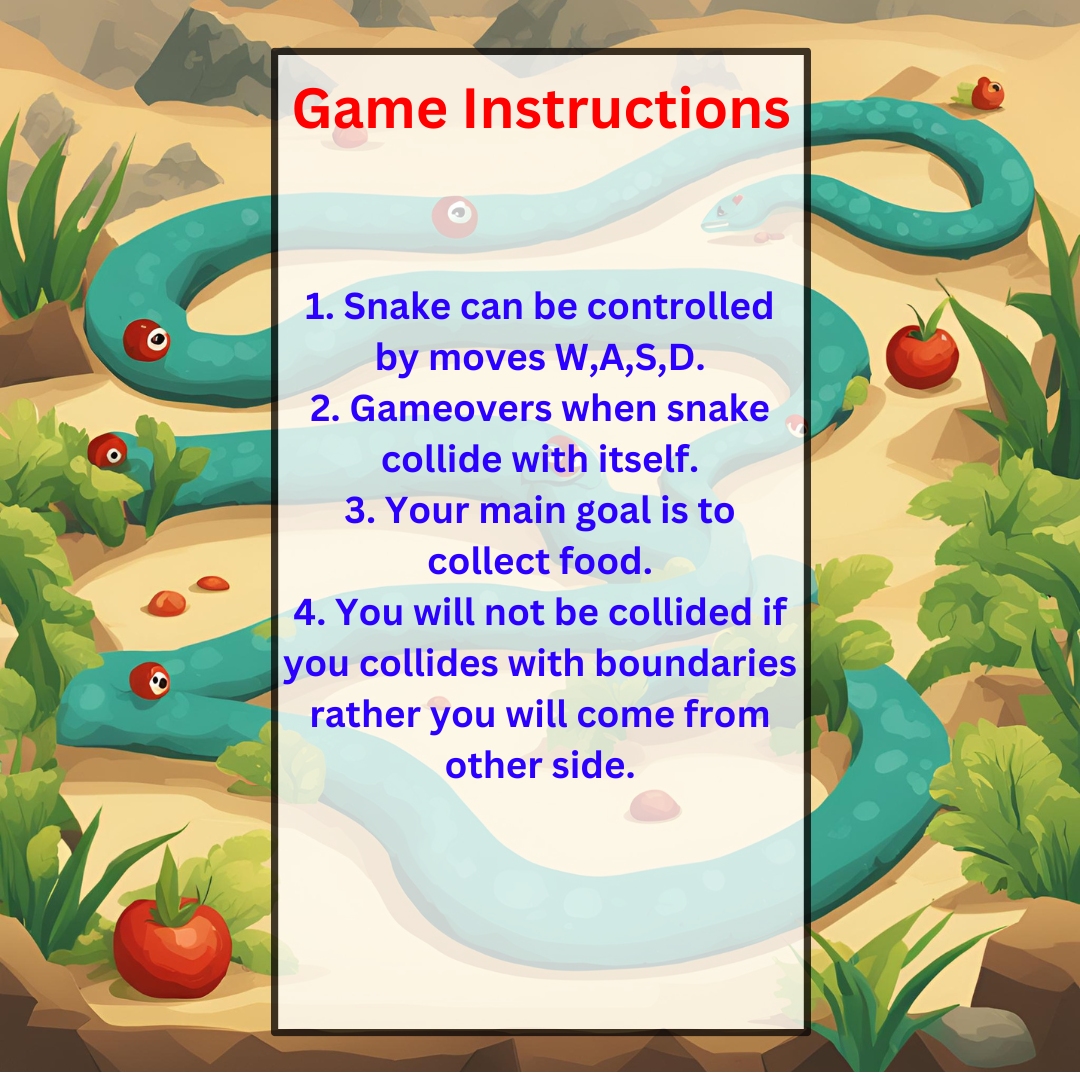 Game Instructions
1. Snake can be controlled
by moves W,A,S,D.
2. Gameovers when snake
collide with itself.
3. Your main goal is to
collect food.
4. You will not be collided if
you collides with boundaries
rather you will come from
other side.